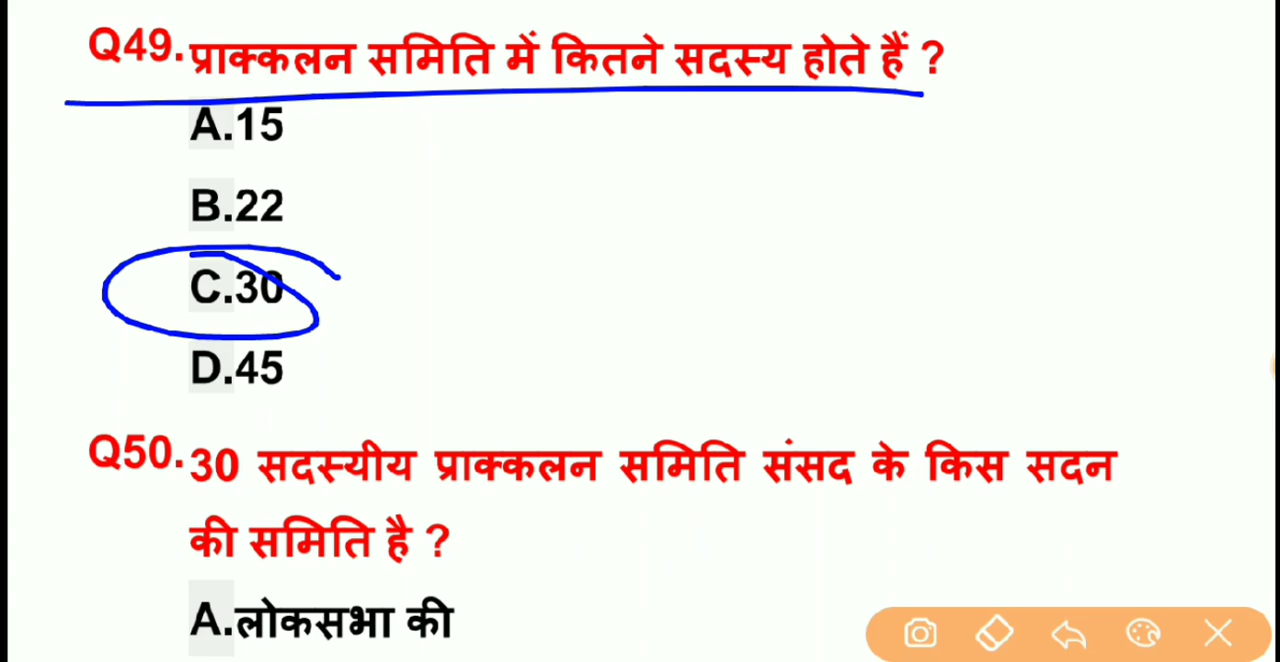 Q49. प्राक्कलन समिति में कितने सदस्य होते हैं ?
A.15
B.22
C.30
D.45
Q50. 30 सदस्यीय प्राक्कलन समिति संसद के किस सदन
की समिति है ?
A.लोकसभा की